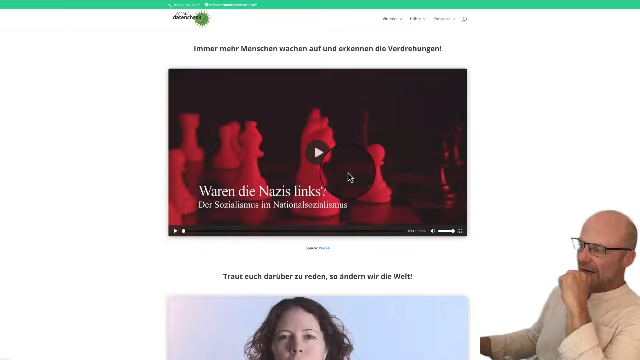 datencheck
Immer mehr Menschen wachen auf und erkennen die Verdrehungen!
Waren die Nazis links?
Der Sozialismus im Nationalsozialismus
Traut euch darüber zu reden, so ändern wir die Welt!